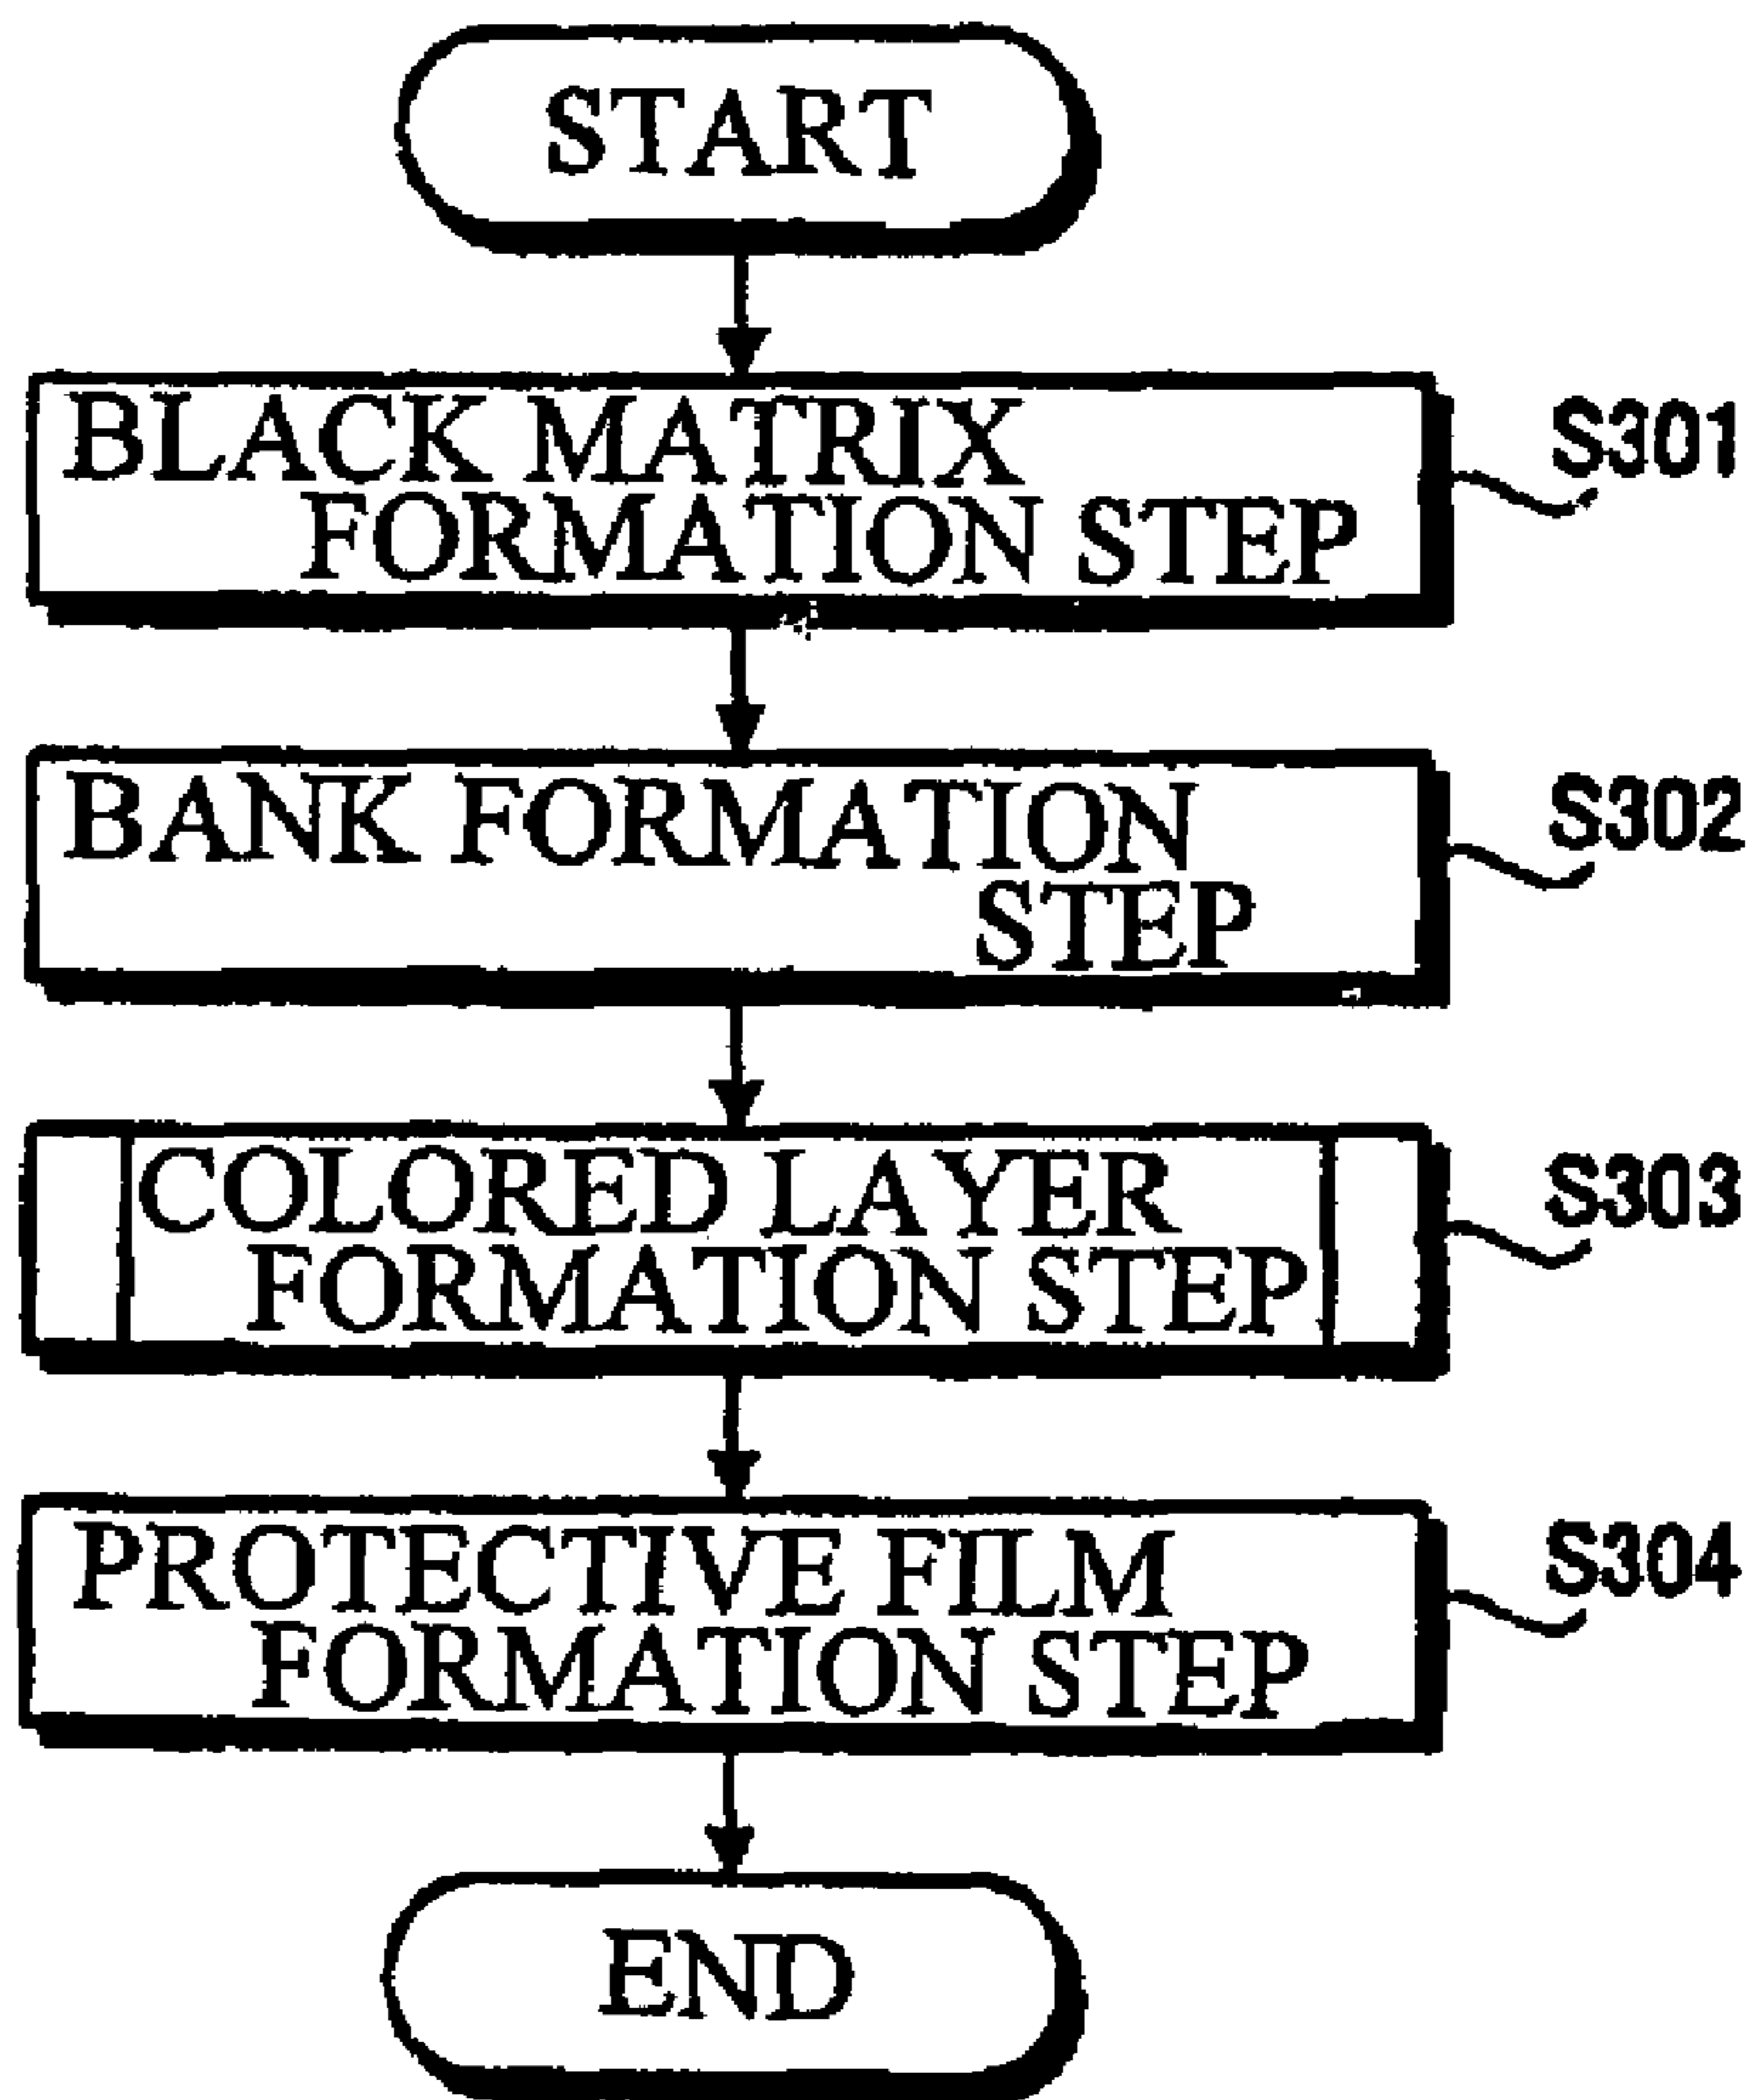 START
BLACK MATRIX
FORMATION STEP
S301
BANK FORMATION
STEP
S302
COLORED LAYER
FORMATION STEP
S303
PROTECTIVE FILM
FORMATION STEP
S304
END